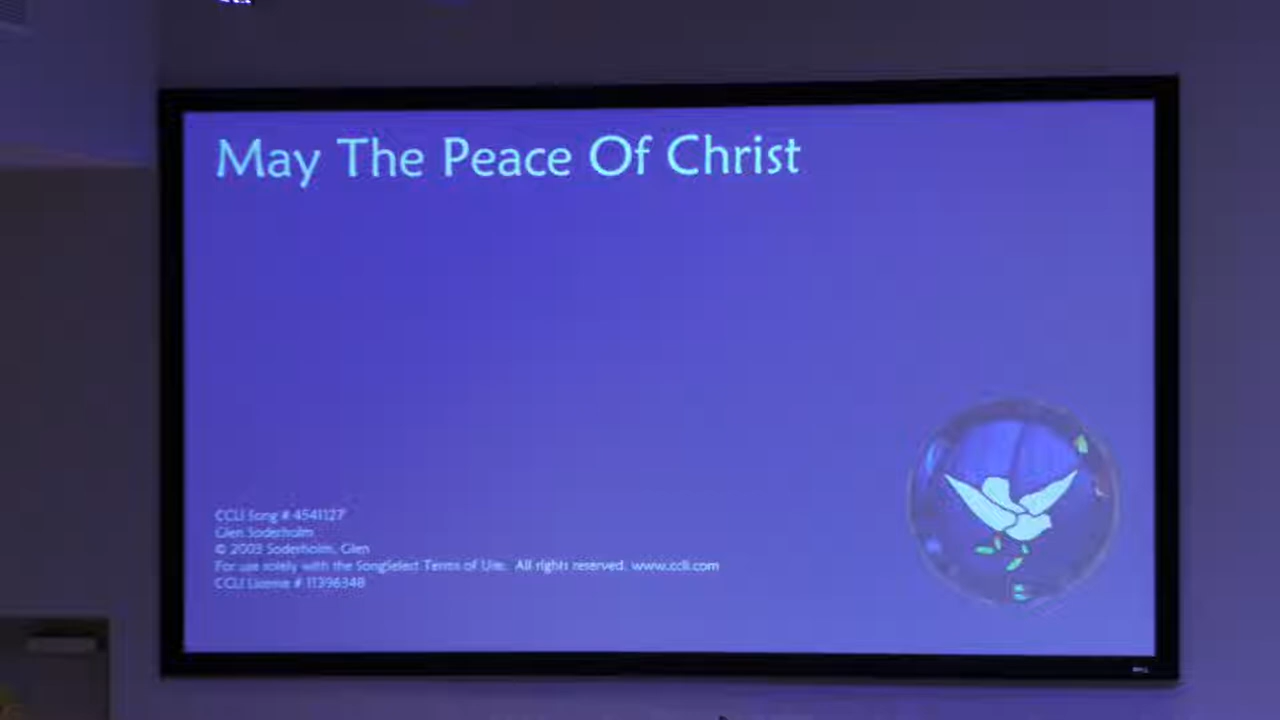 May The Peace Of Christ
CCLI Song # 4541127
Glen Soderholm
© 2003 Soderholm, Glen
For use solely with the SongSelect Terms of Use. All rights reserved. www.ccli.com
CCLI License # 11396348